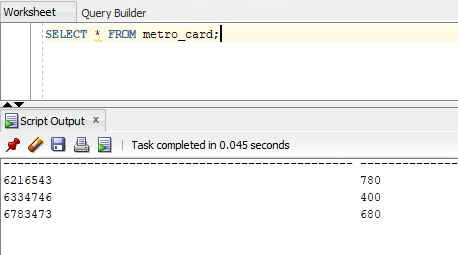 Worksheet Query Builder
SELECT * FROM metro_card;
Script Output x
Task completed in 0.045 seconds
-------------------------------------------------- --------------
6216543 780
6334746 400
6783473 680